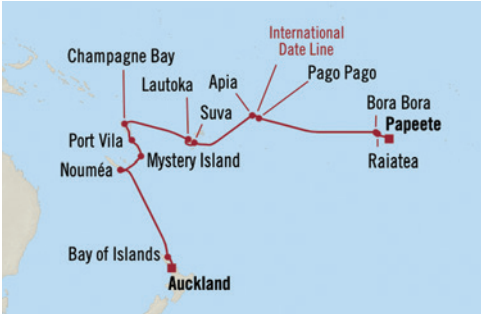 International
Date Line
Champagne Bay
Lautoka
Apia
Pago Pago
Suva
Bora Bora
Papeete
Port Vila
Mystery Island
Raiatea
Nouméa
Bay of Islands
Auckland